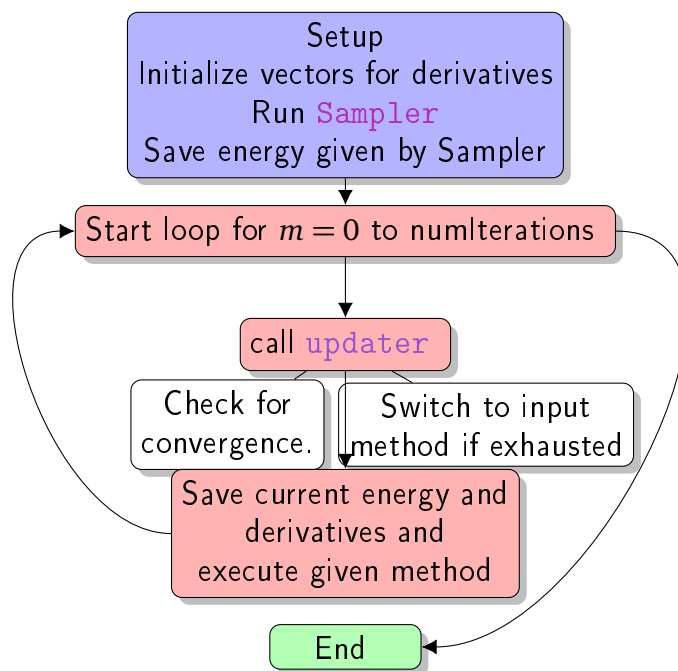 Setup
Initialize vectors for derivatives
Run Sampler
Save energy given by Sampler
Start loop for m = 0 to numIterations
call updater
Check for
convergence.
Switch to input
method if exhausted
Save current energy and
derivatives and
execute given method
End